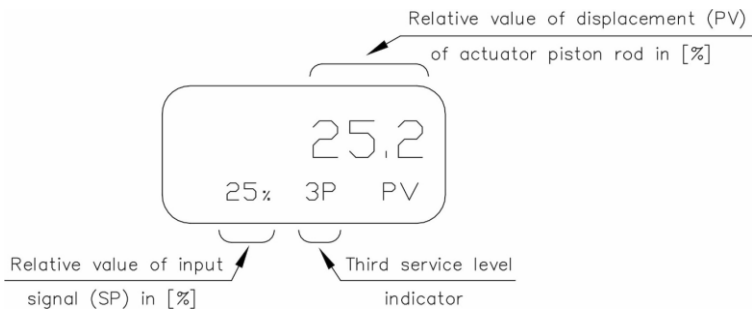 Relative value of displacement (PV)
of actuator piston rod in [%]
25.2
25% 3P PV
Relative value of input
signal (SP) in [%]
Third service level
indicator